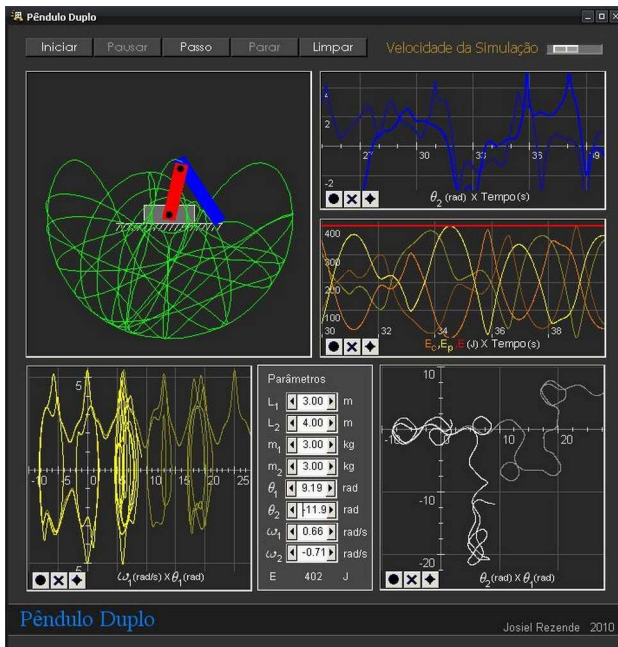 Pêndulo Duplo
Iniciar Pausar Passo Parar Limpar Velocidade da Simulação
2
-2
27 30 33 36 39
θ2 (rad) X Tempo(s)
400
300
200
100
30 32 34 36 38
Ec,Ep,E(J) X Tempo(s)
5
-10 -5 0 5 10 15 20 25
5
ω1(rad/s) X θ1(rad)
Parâmetros
L1 3.00 m
L2 4.00 m
m1 3.00 kg
m2 3.00 kg
θ1 9.19 rad
θ2 -11.9 rad
ω1 0.66 rad/s
ω2 -0.71 rad/s
E 402 J
10
-10 10 20
-10
-20
θ2(rad) X θ1(rad)
Pêndulo Duplo
Josiel Rezende 2010